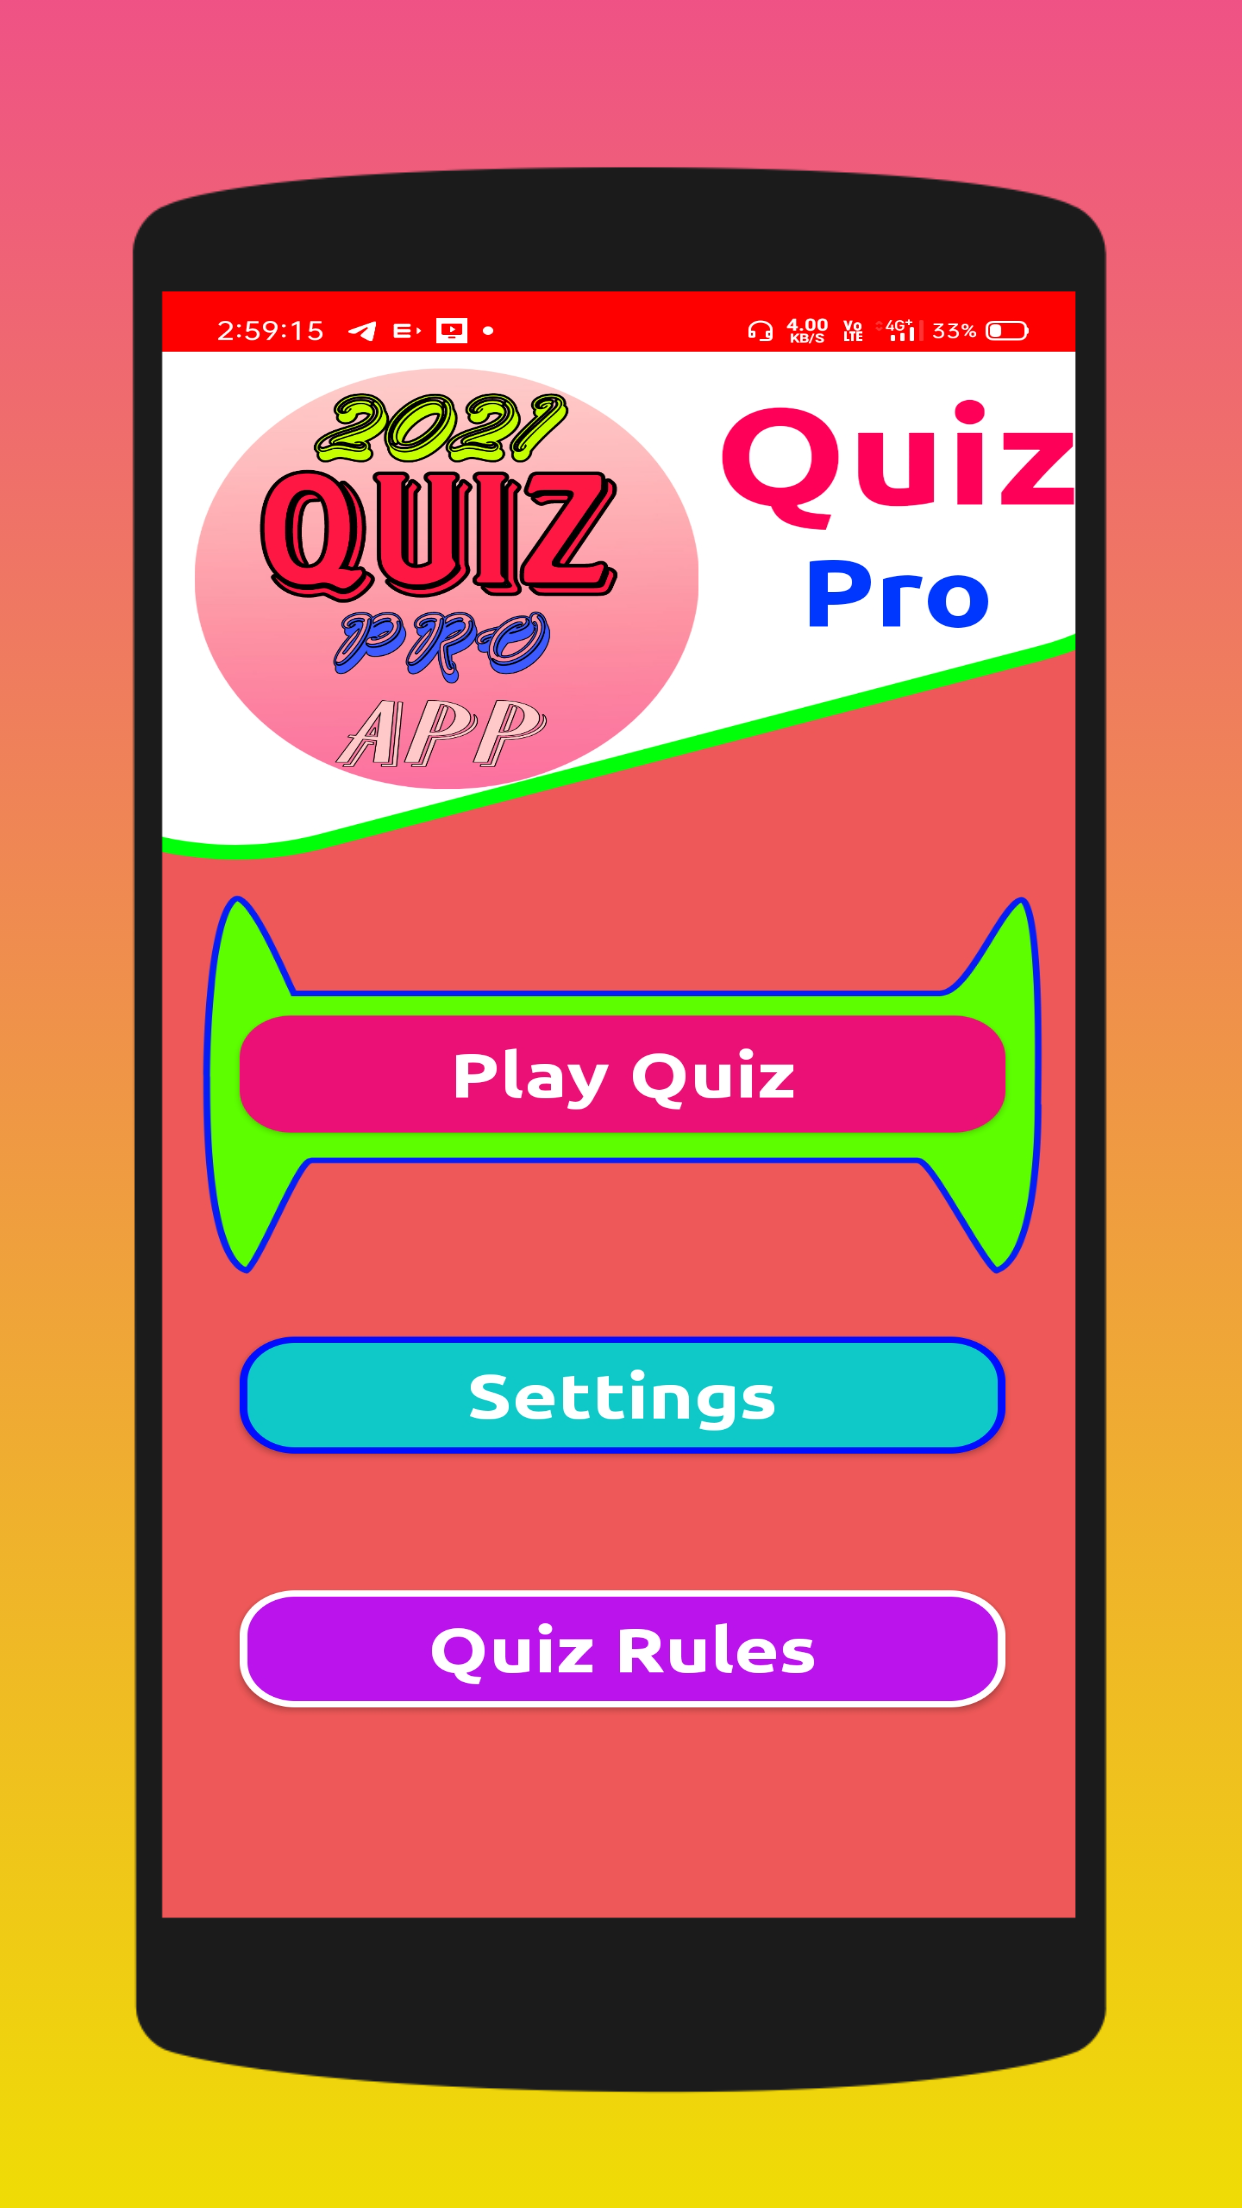 2:59:15 4.00 KB/S Vo LTE 4G+ 33%
2021
QUIZ
PRO
APP
Quiz
Pro
Play Quiz
Settings
Quiz Rules